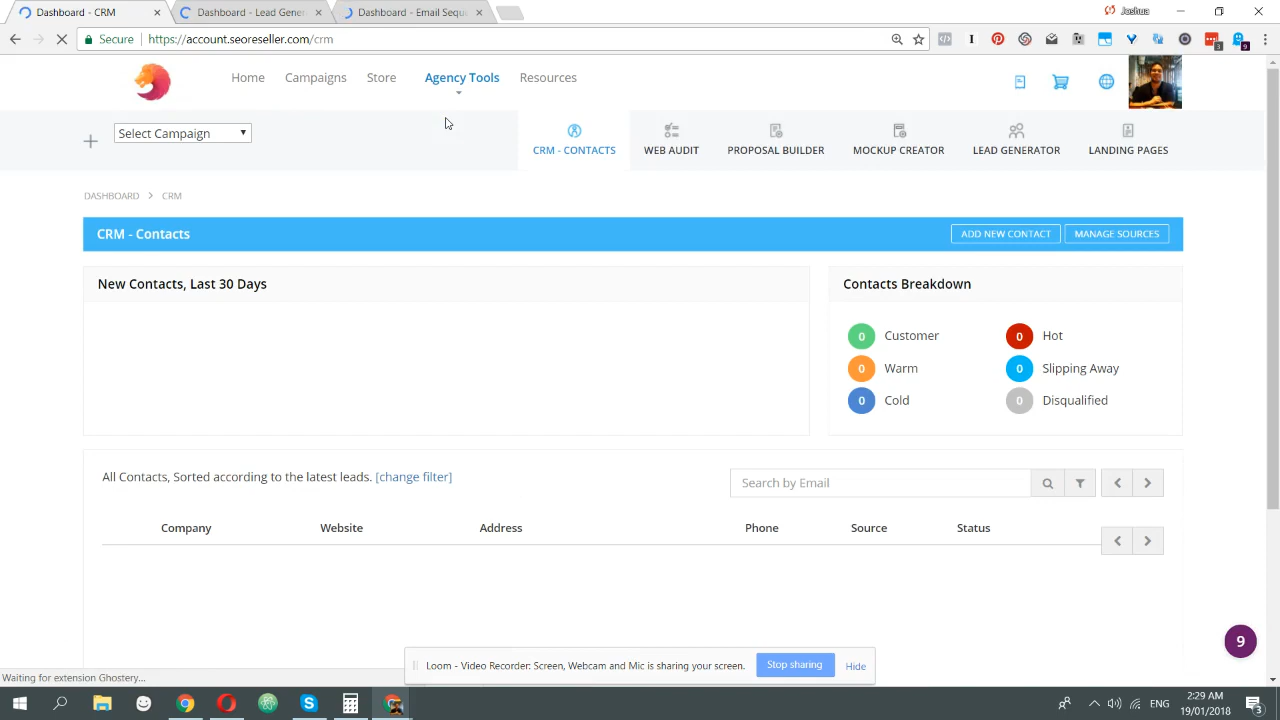 Dashboard - CRM
Dashboard - Lead Gener
Dashboard - Email Sequ
Joshua
Secure
https://account.seoreseller.com/crm
3
9
Home
Campaigns
Store
Agency Tools
Resources
Select Campaign
CRM - CONTACTS
WEB AUDIT
PROPOSAL BUILDER
MOCKUP CREATOR
LEAD GENERATOR
LANDING PAGES
DASHBOARD
CRM
CRM - Contacts
ADD NEW CONTACT
MANAGE SOURCES
New Contacts, Last 30 Days
Contacts Breakdown
0 Customer
0 Hot
0 Warm
0 Slipping Away
0 Cold
0 Disqualified
All Contacts, Sorted according to the latest leads. [change filter]
Search by Email
Company
Website
Address
Phone
Source
Status
9
Loom - Video Recorder: Screen, Webcam and Mic is sharing your screen.
Stop sharing
Hide
Waiting for extension Ghostery...
ENG
2:29 AM
19/01/2018
3